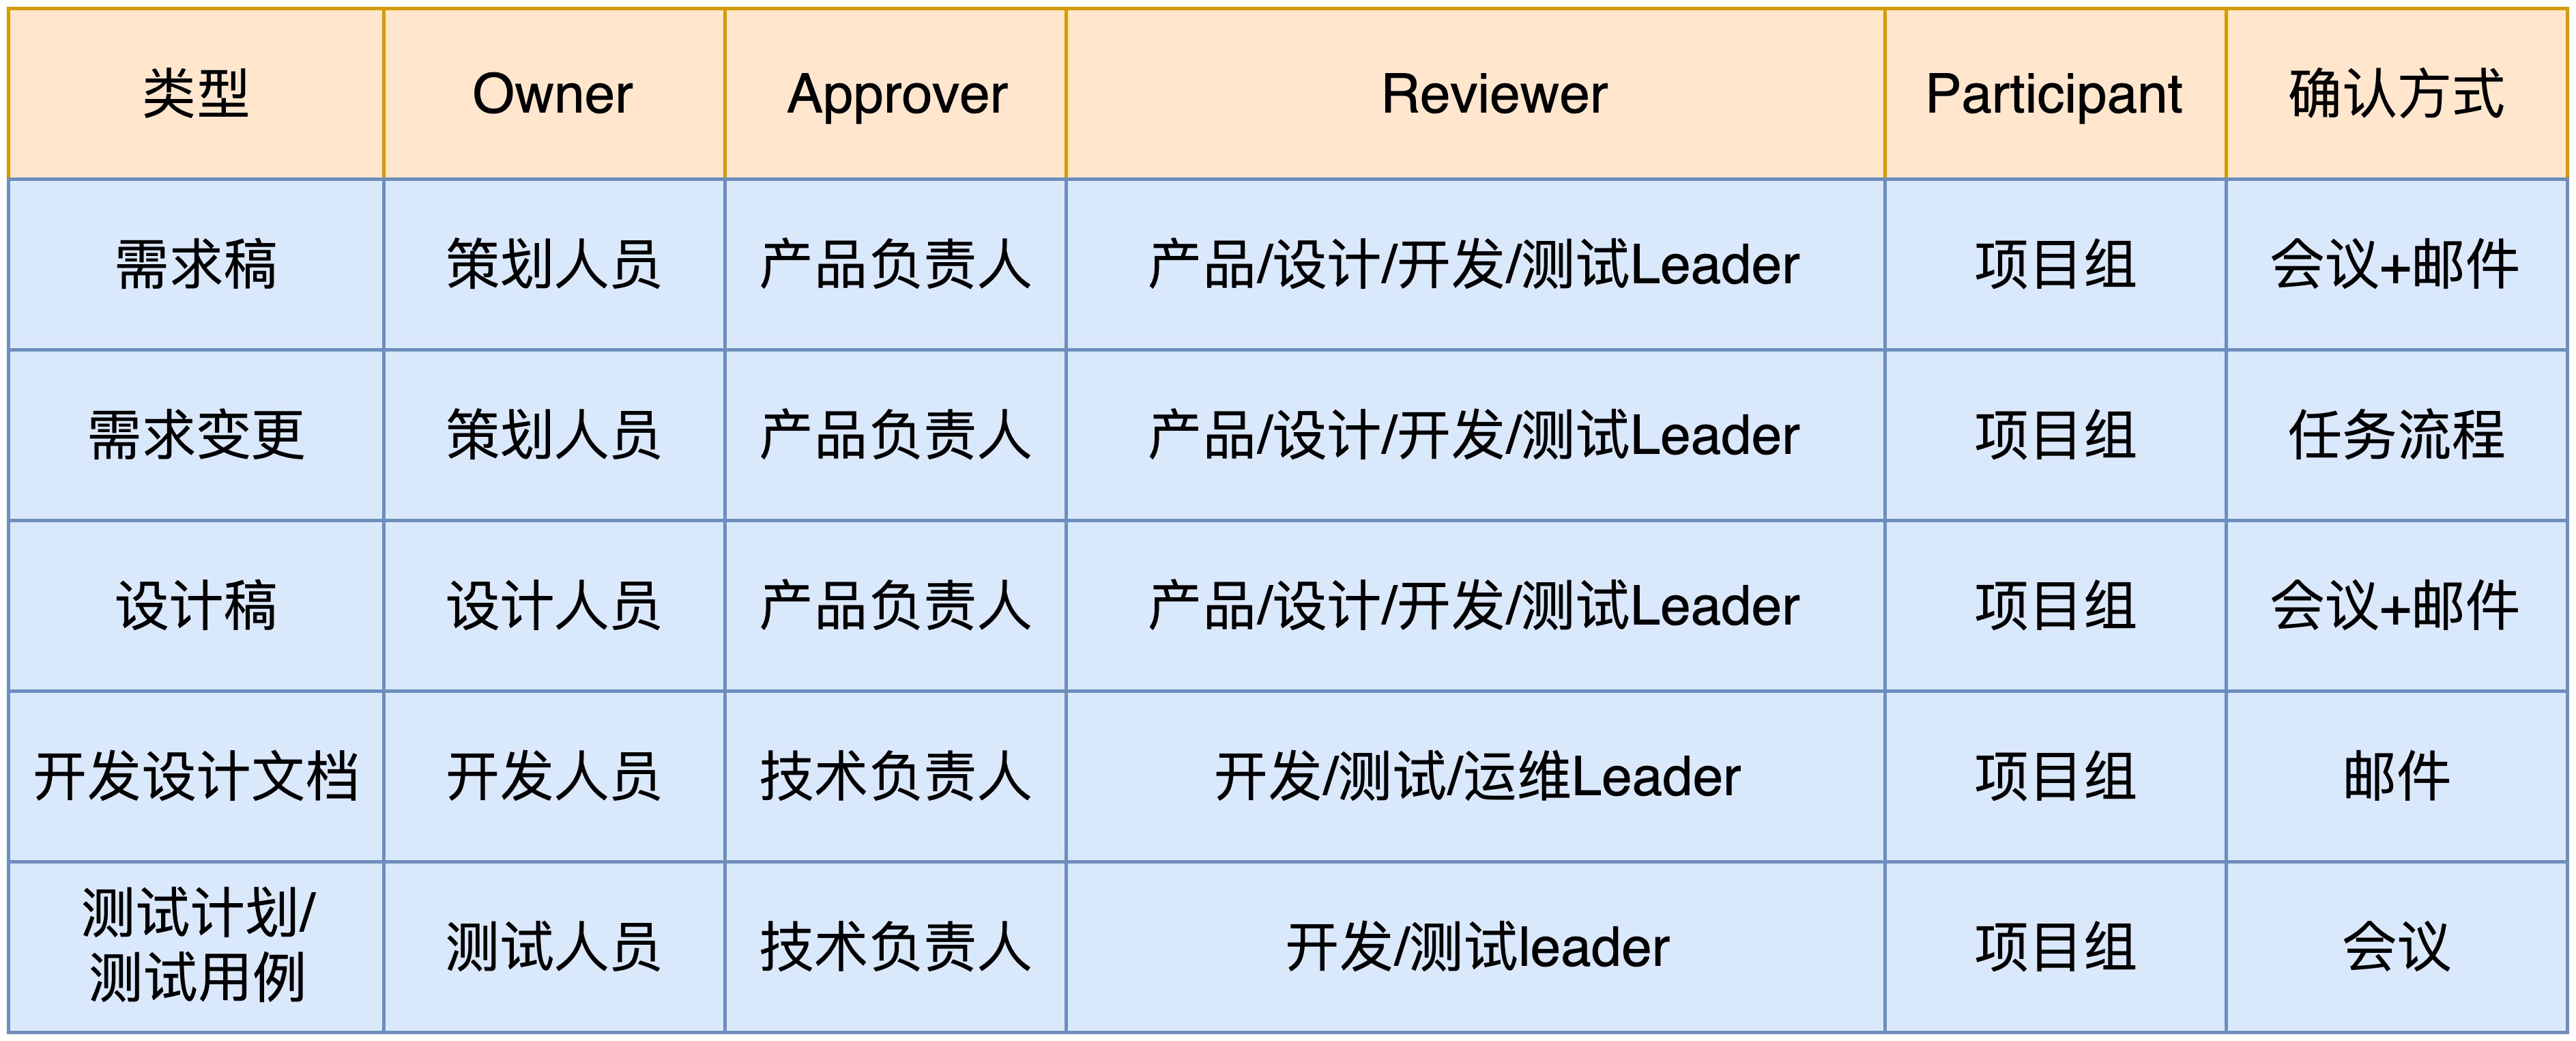 类型 Owner Approver Reviewer Participant 确认方式
需求稿 策划人员 产品负责人 产品/设计/开发/测试Leader 项目组 会议+邮件
需求变更 策划人员 产品负责人 产品/设计/开发/测试Leader 项目组 任务流程
设计稿 设计人员 产品负责人 产品/设计/开发/测试Leader 项目组 会议+邮件
开发设计文档 开发人员 技术负责人 开发/测试/运维Leader 项目组 邮件
测试计划/
测试用例 测试人员 技术负责人 开发/测试leader 项目组 会议